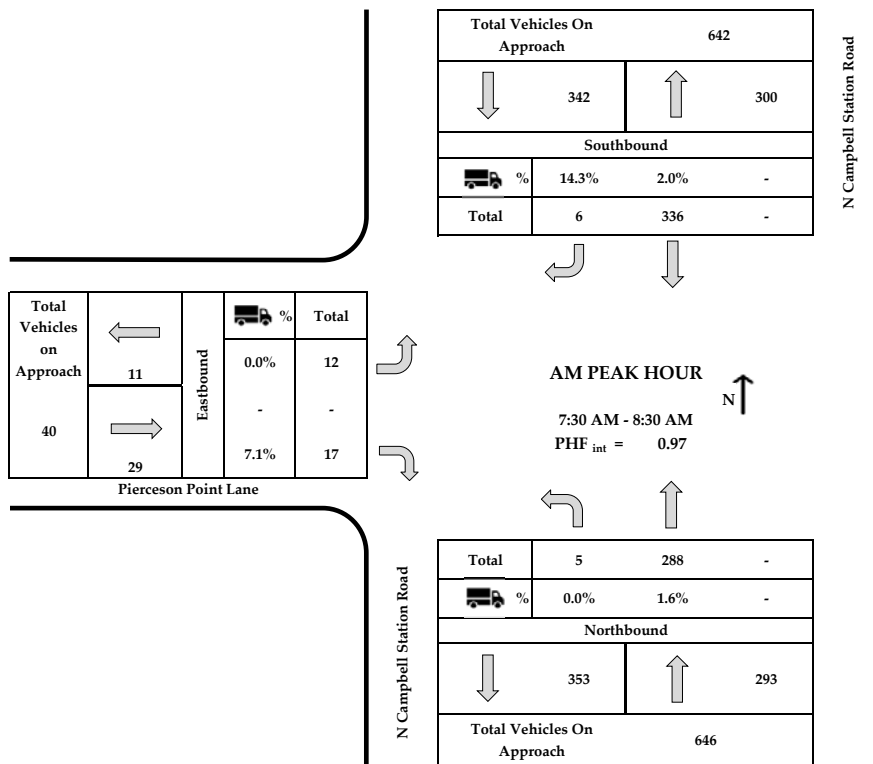 Total Vehicles On
Approach
642
342
300
Southbound
% 14.3% 2.0% -
Total 6 336 -
N Campbell Station Road
Total
Vehicles
on
Approach
40
11
29
Eastbound
% Total
0.0% 12
- -
7.1% 17
Pierceson Point Lane
AM PEAK HOUR
N
7:30 AM - 8:30 AM
PHF int = 0.97
Total 5 288 -
% 0.0% 1.6% -
Northbound
353
293
Total Vehicles On
Approach
646
N Campbell Station Road